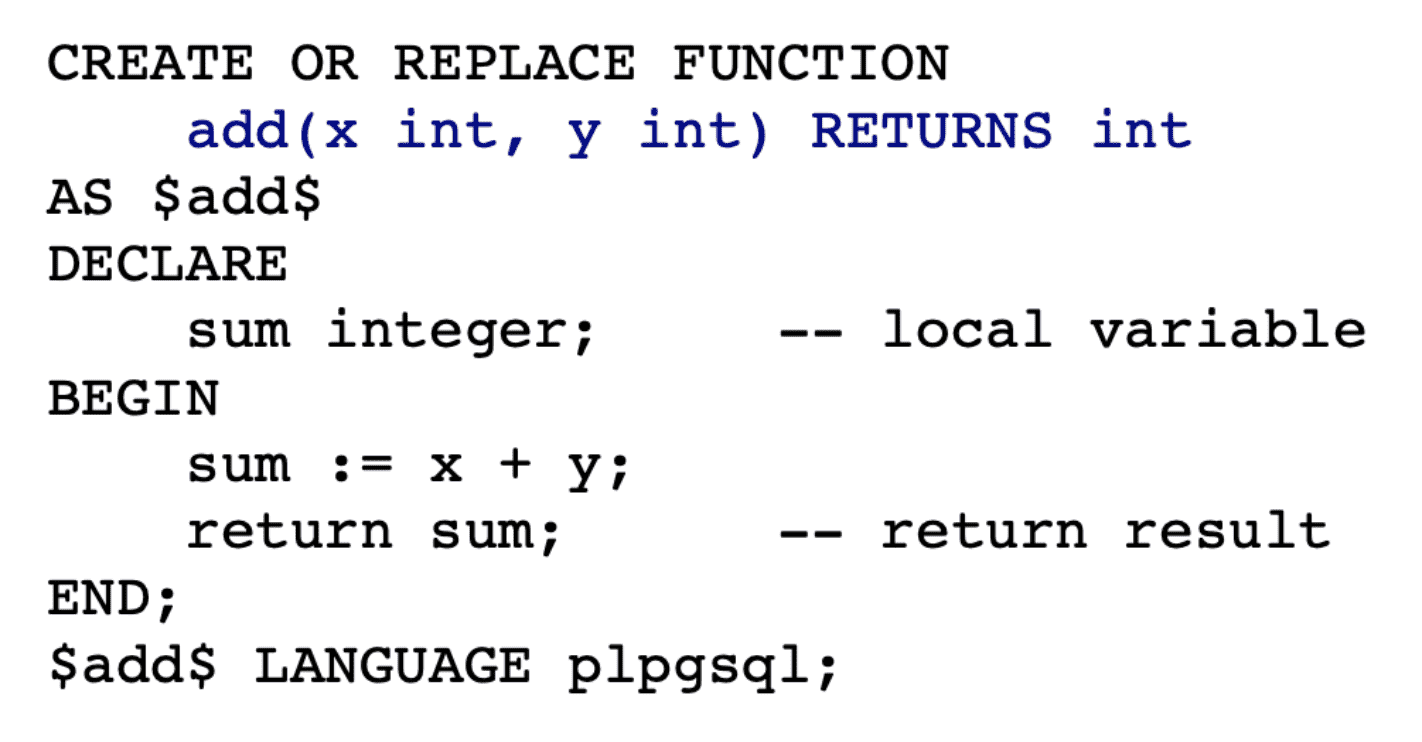 CREATE OR REPLACE FUNCTION
    add(x int, y int) RETURNS int
AS $add$
DECLARE
    sum integer;     -- local variable
BEGIN
    sum := x + y;
    return sum;      -- return result
END;
$add$ LANGUAGE plpgsql;